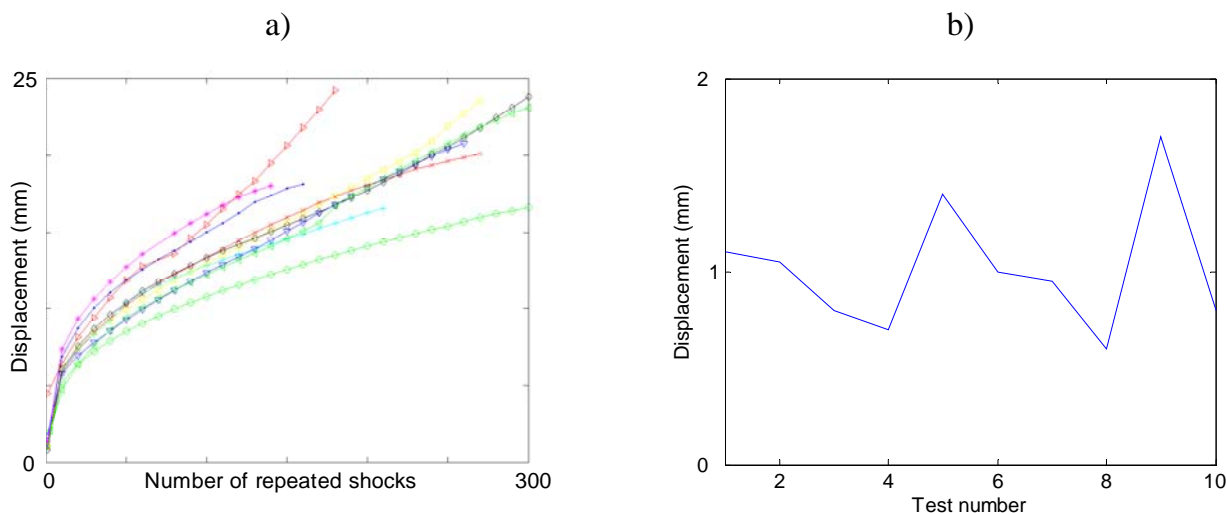 a)
25
Displacement (mm)
0
0
Number of repeated shocks
300
b)
2
Displacement (mm)
1
0
2
4
6
8
10
Test number